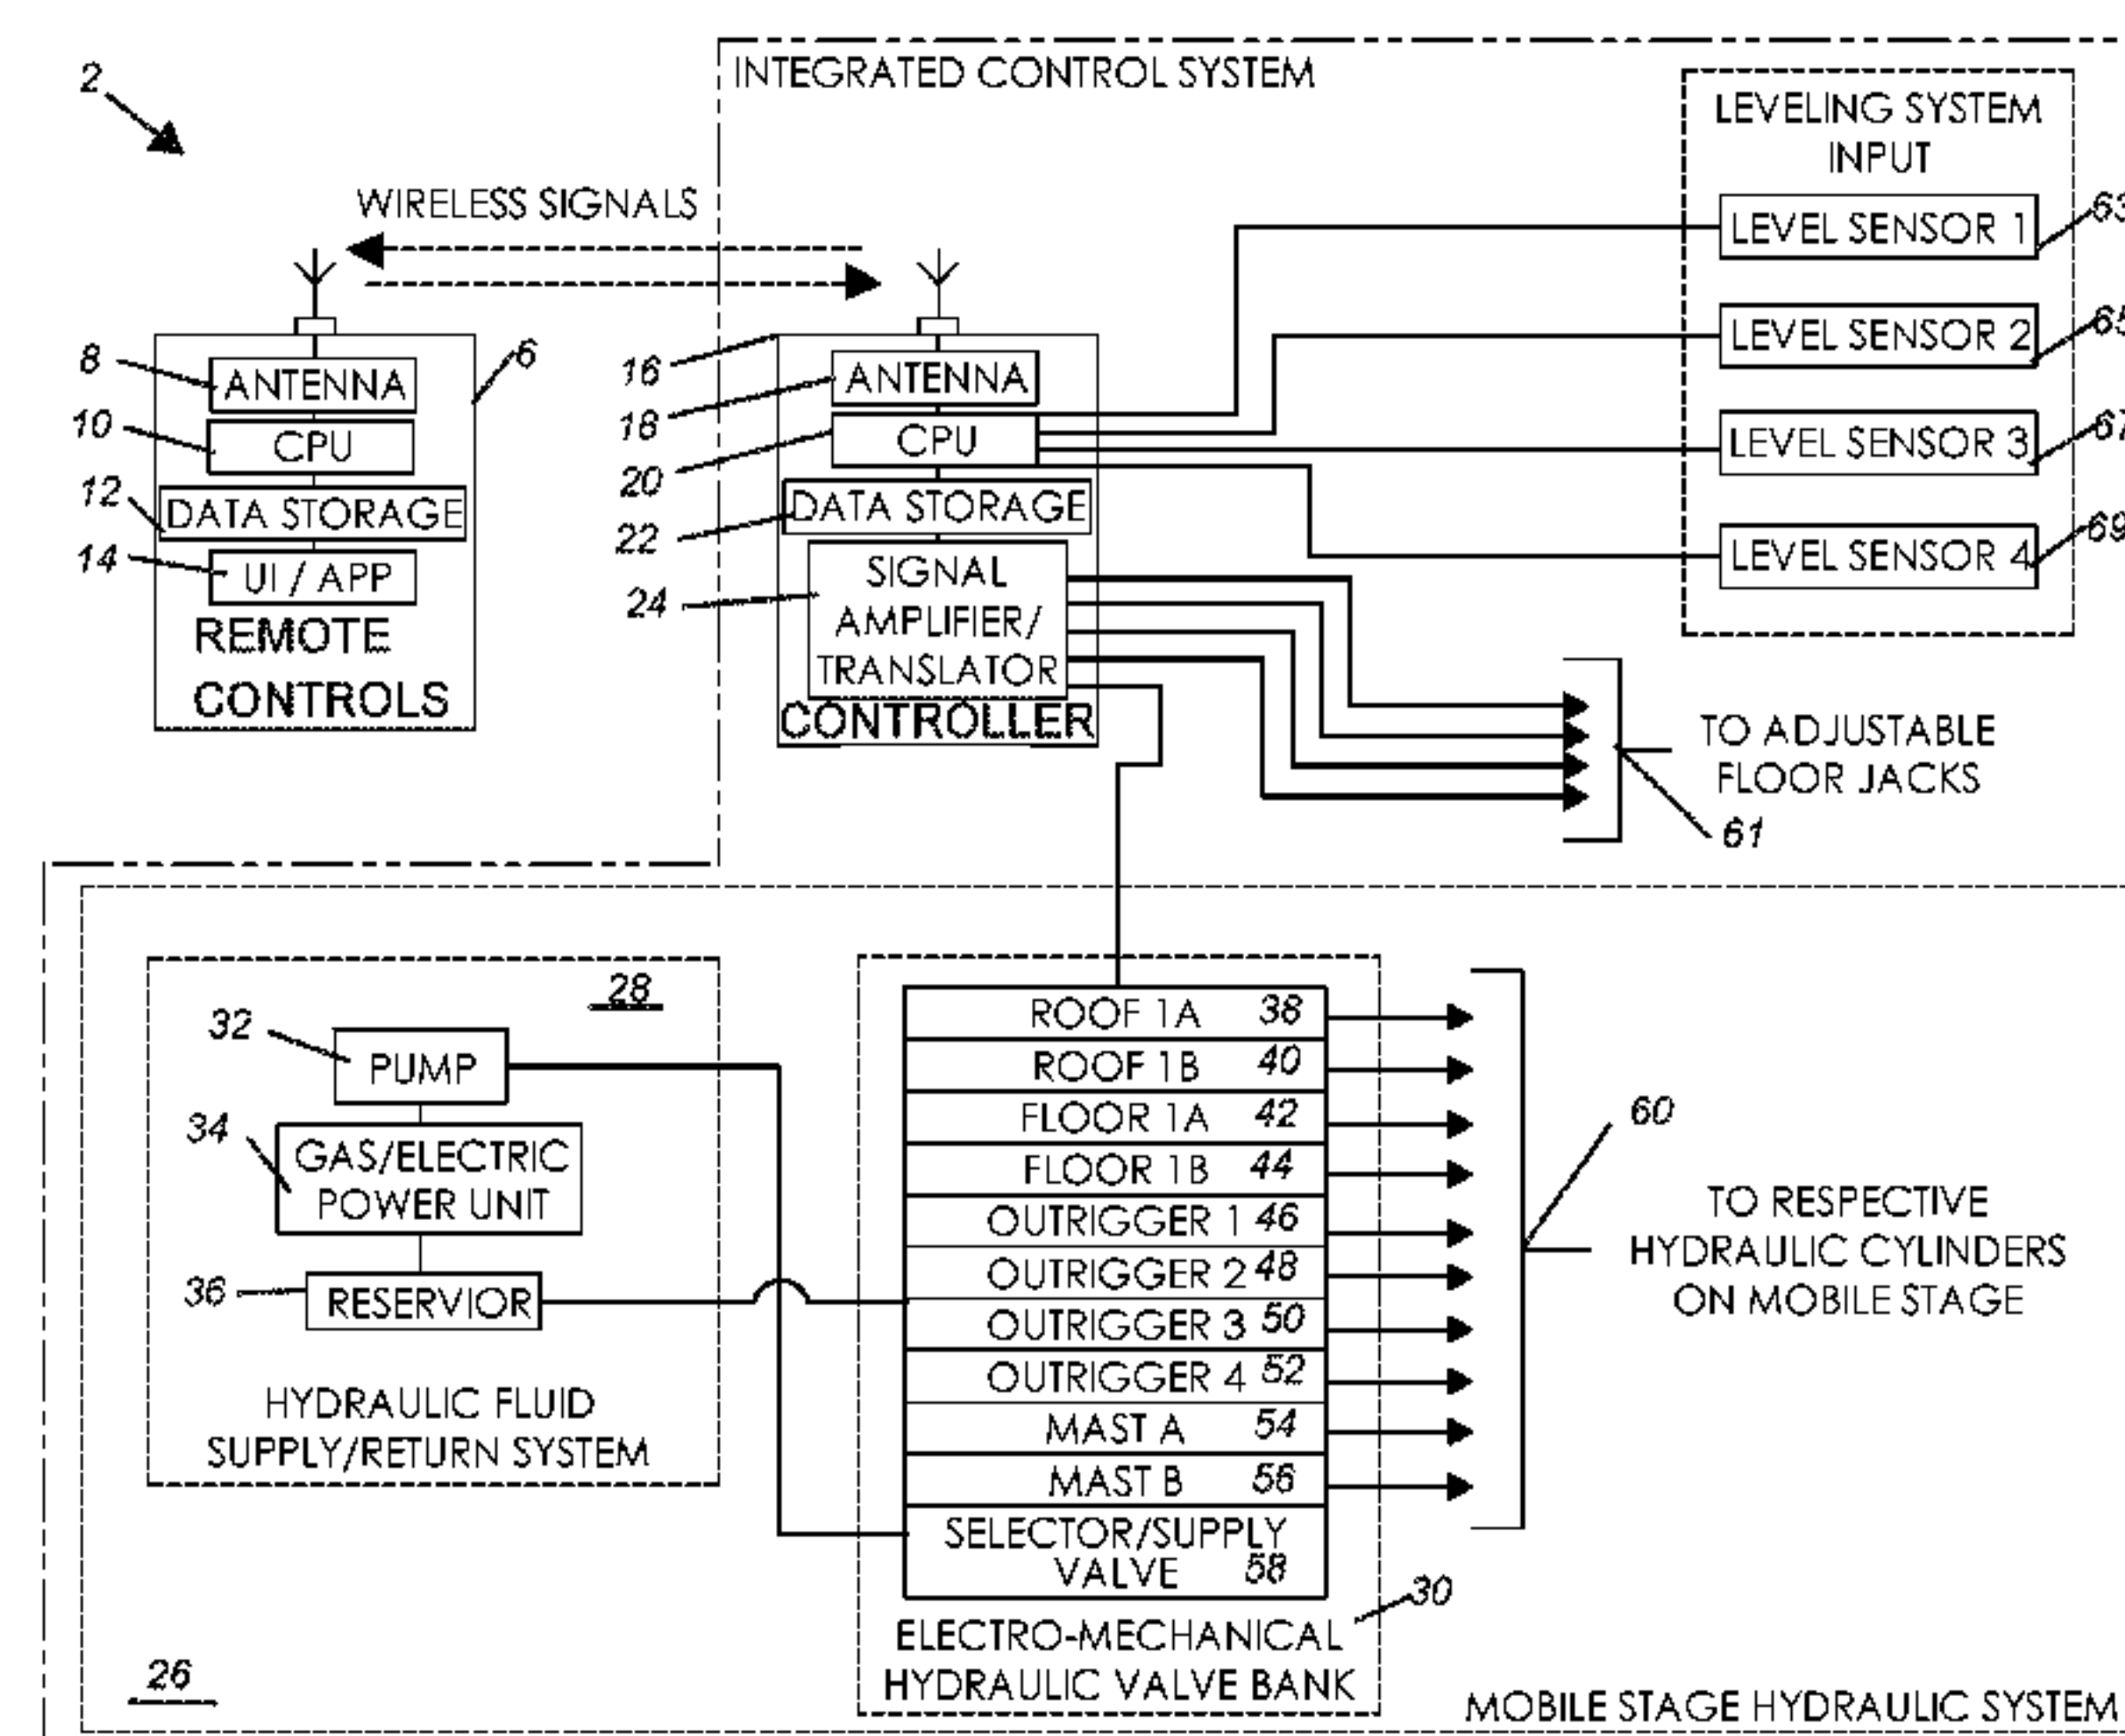 2
INTEGRATED CONTROL SYSTEM
LEVELING SYSTEM
INPUT
WIRELESS SIGNALS
LEVEL SENSOR 1
63
LEVEL SENSOR 2
65
LEVEL SENSOR 3
67
LEVEL SENSOR 4
69
8
ANTENNA
6
10
CPU
12
DATA STORAGE
14
UI / APP
REMOTE
CONTROLS
16
ANTENNA
18
CPU
20
DATA STORAGE
22
SIGNAL
AMPLIFIER/
TRANSLATOR
24
CONTROLLER
TO ADJUSTABLE
FLOOR JACKS
61
28
32
PUMP
34
GAS/ELECTRIC
POWER UNIT
36
RESERVIOR
HYDRAULIC FLUID
SUPPLY/RETURN SYSTEM
ROOF 1A 38
ROOF 1B 40
FLOOR 1A 42
FLOOR 1B 44
OUTRIGGER 1 46
OUTRIGGER 2 48
OUTRIGGER 3 50
OUTRIGGER 4 52
MAST A 54
MAST B 56
SELECTOR/SUPPLY
VALVE 58
30
ELECTRO-MECHANICAL
HYDRAULIC VALVE BANK
60
TO RESPECTIVE
HYDRAULIC CYLINDERS
ON MOBILE STAGE
26
MOBILE STAGE HYDRAULIC SYSTEM